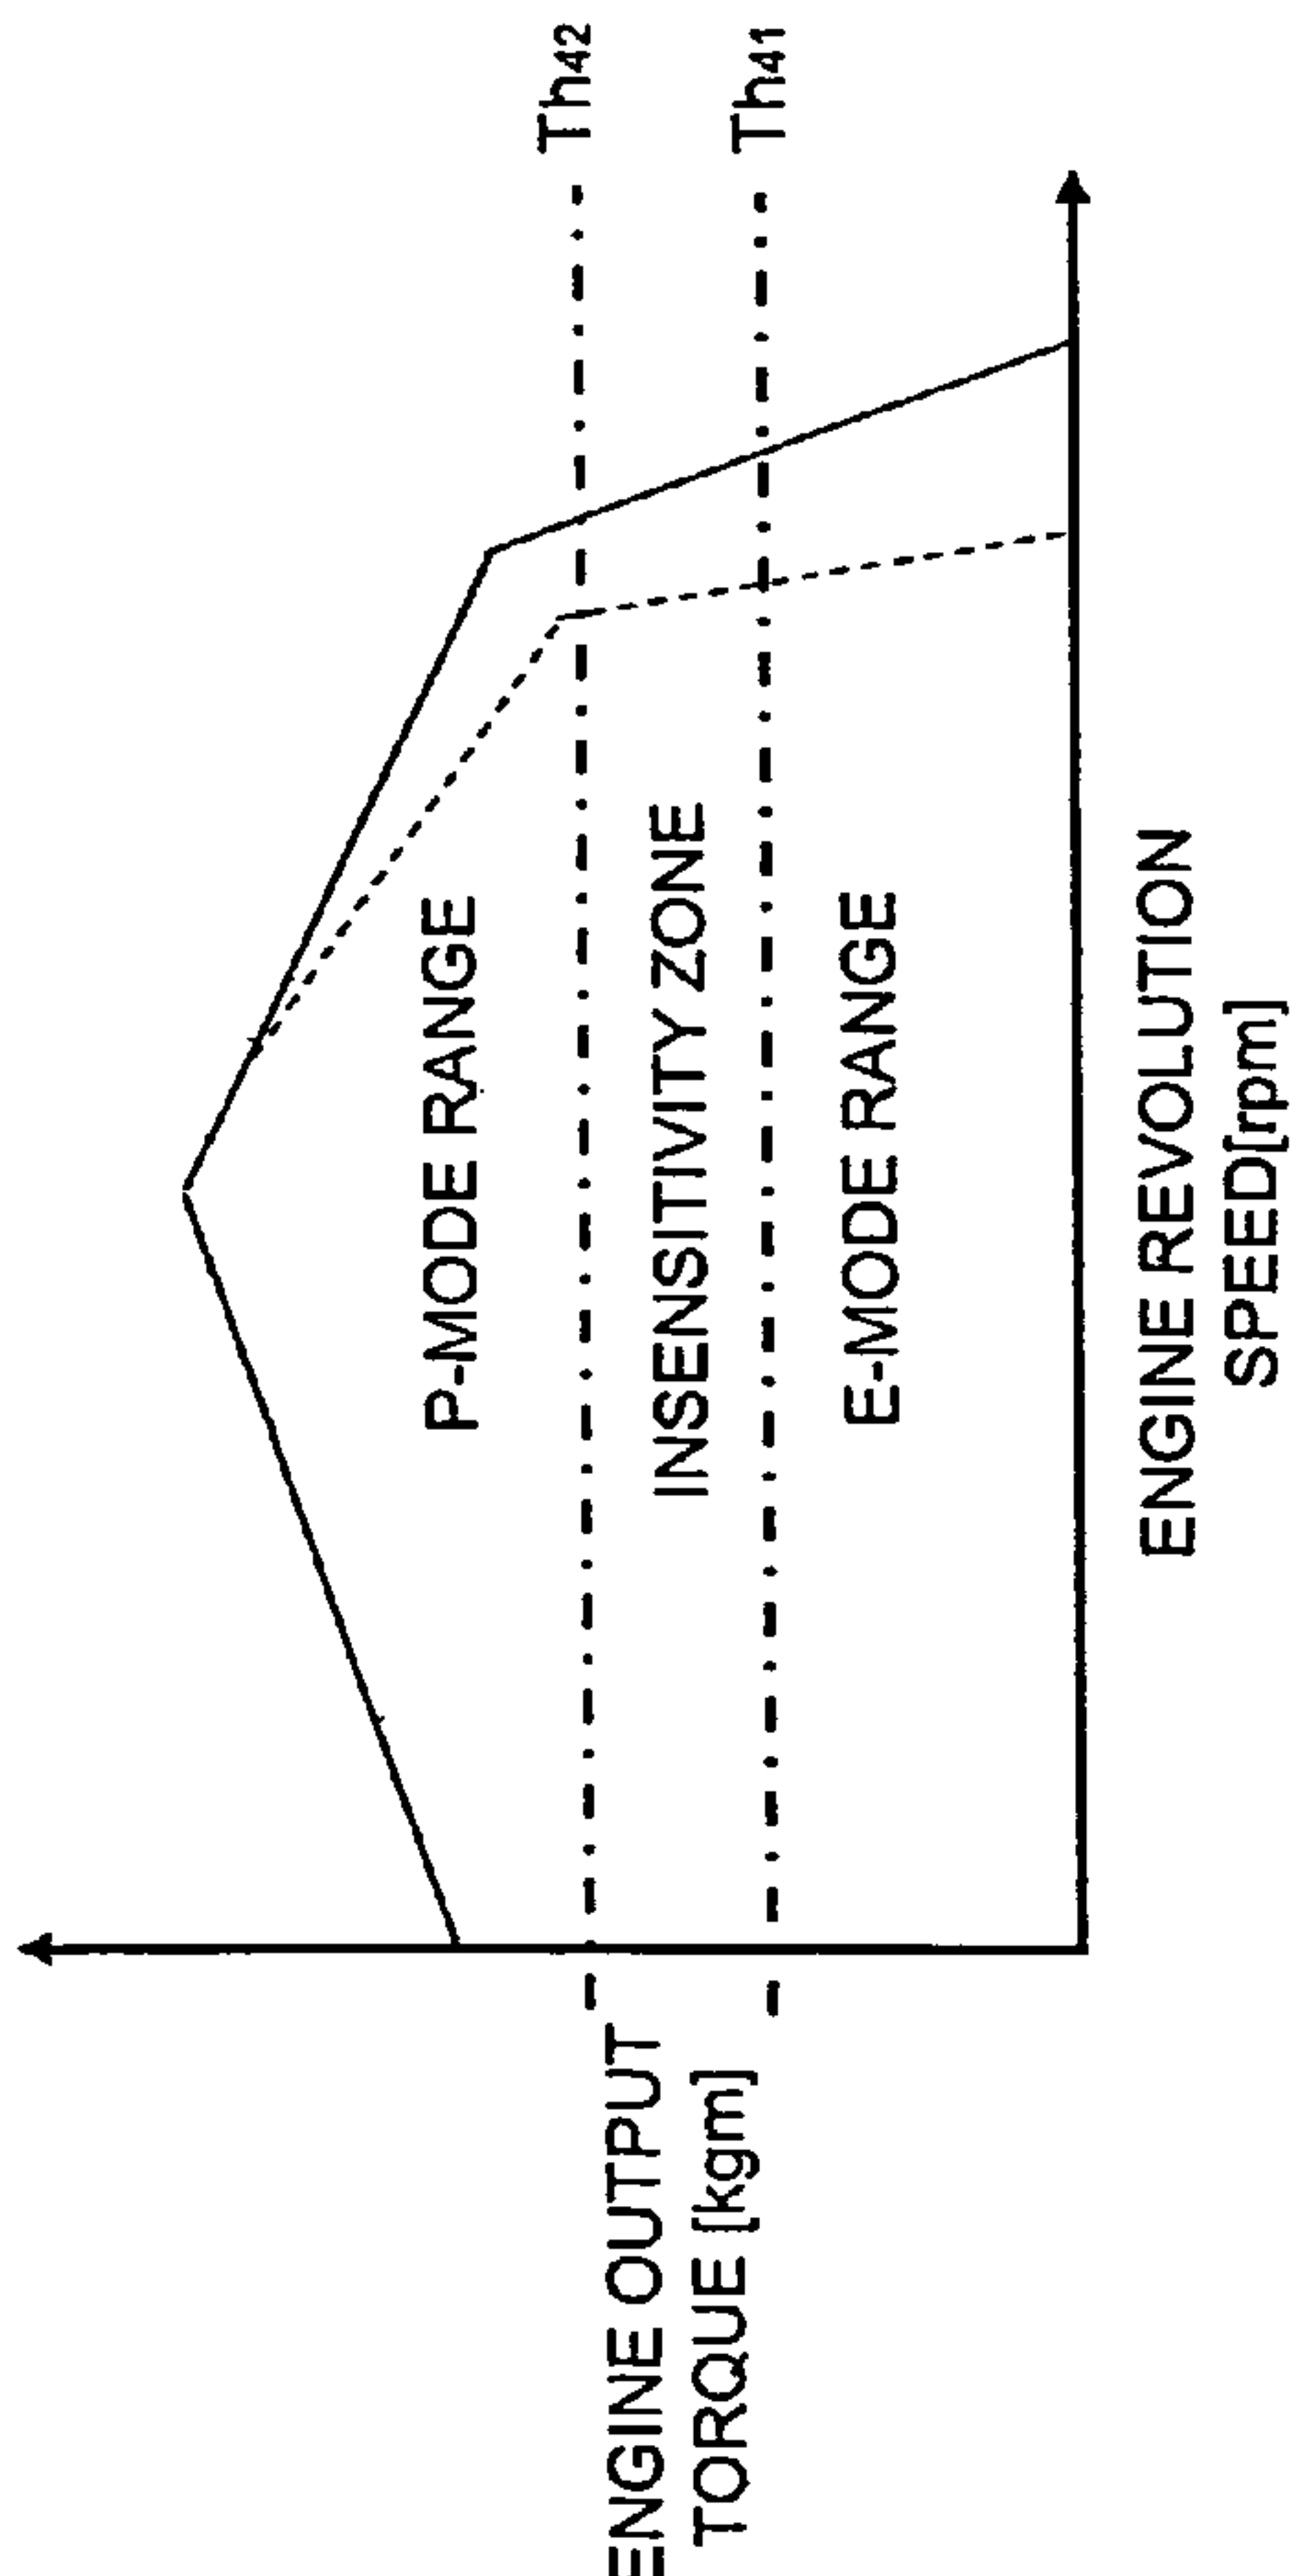 ENGINE OUTPUT
TORQUE [kgm]
P-MODE RANGE
Th42
INSENSITIVITY ZONE
Th41
E-MODE RANGE
ENGINE REVOLUTION
SPEED[rpm]